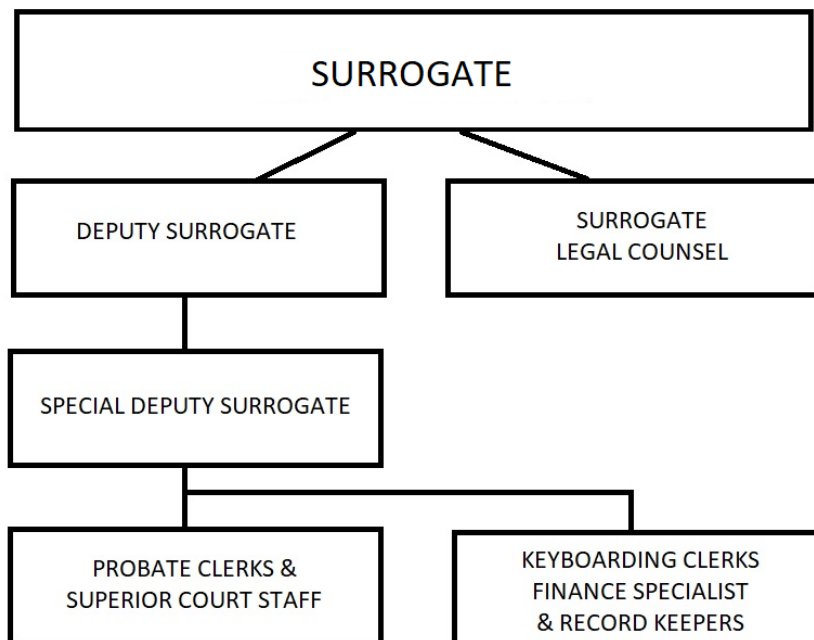 SURROGATE
DEPUTY SURROGATE
SURROGATE
LEGAL COUNSEL
SPECIAL DEPUTY SURROGATE
PROBATE CLERKS &
SUPERIOR COURT STAFF
KEYBOARDING CLERKS
FINANCE SPECIALIST
& RECORD KEEPERS